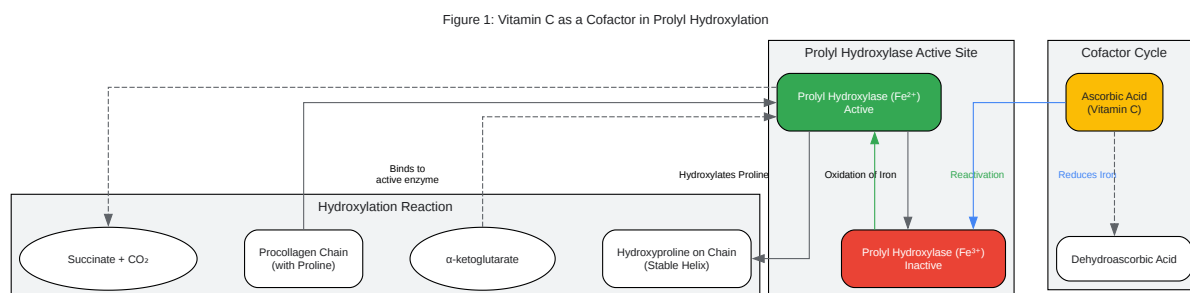 Figure 1: Vitamin C as a Cofactor in Prolyl Hydroxylation
Prolyl Hydroxylase Active Site
Cofactor Cycle
Prolyl Hydroxylase (Fe²⁺)
Active
Ascorbic Acid
(Vitamin C)
Binds to
active enzyme
Hydroxylates Proline
Oxidation of Iron
Reactivation
Reduces Iron
Hydroxylation Reaction
Succinate + CO₂
Procollagen Chain
(with Proline)
α-ketoglutarate
Hydroxyproline on Chain
(Stable Helix)
Prolyl Hydroxylase (Fe³⁺)
Inactive
Dehydroascorbic Acid